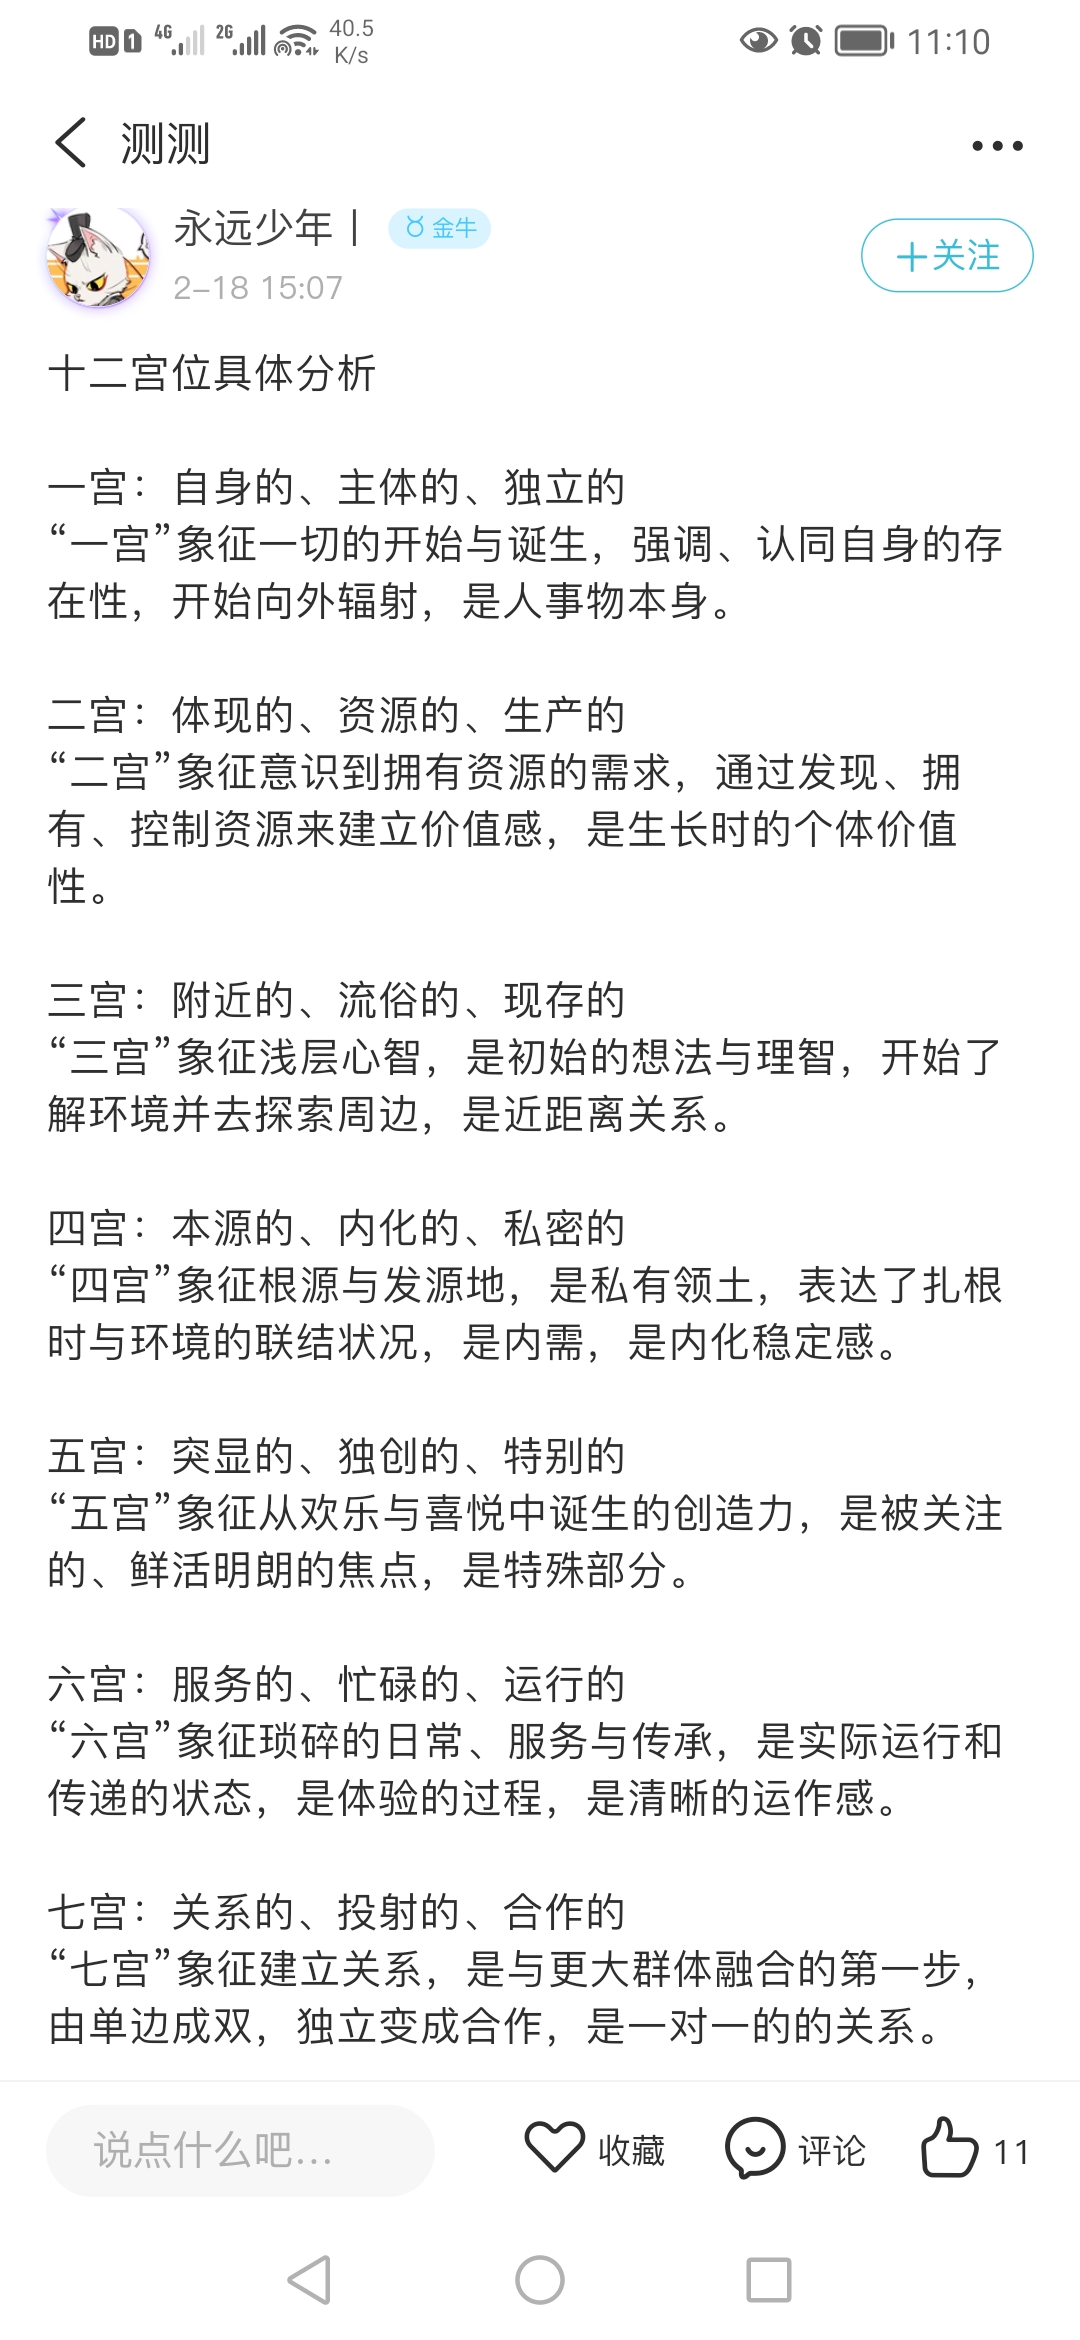 HD 1 4G 2G 40.5 K/s 11:10
测测
永远少年丨 金牛
2-18 15:07
＋关注
十二宫位具体分析
一宫：自身的、主体的、独立的
“一宫”象征一切的开始与诞生，强调、认同自身的存
在性，开始向外辐射，是人事物本身。
二宫：体现的、资源的、生产的
“二宫”象征意识到拥有资源的需求，通过发现、拥
有、控制资源来建立价值感，是生长时的个体价值
性。
三宫：附近的、流俗的、现存的
“三宫”象征浅层心智，是初始的想法与理智，开始了
解环境并去探索周边，是近距离关系。
四宫：本源的、内化的、私密的
“四宫”象征根源与发源地，是私有领土，表达了扎根
时与环境的联结状况，是内需，是内化稳定感。
五宫：突显的、独创的、特别的
“五宫”象征从欢乐与喜悦中诞生的创造力，是被关注
的、鲜活明朗的焦点，是特殊部分。
六宫：服务的、忙碌的、运行的
“六宫”象征琐碎的日常、服务与传承，是实际运行和
传递的状态，是体验的过程，是清晰的运作感。
七宫：关系的、投射的、合作的
“七宫”象征建立关系，是与更大群体融合的第一步，
由单边成双，独立变成合作，是一对一的的关系。
说点什么吧... 收藏 评论 11